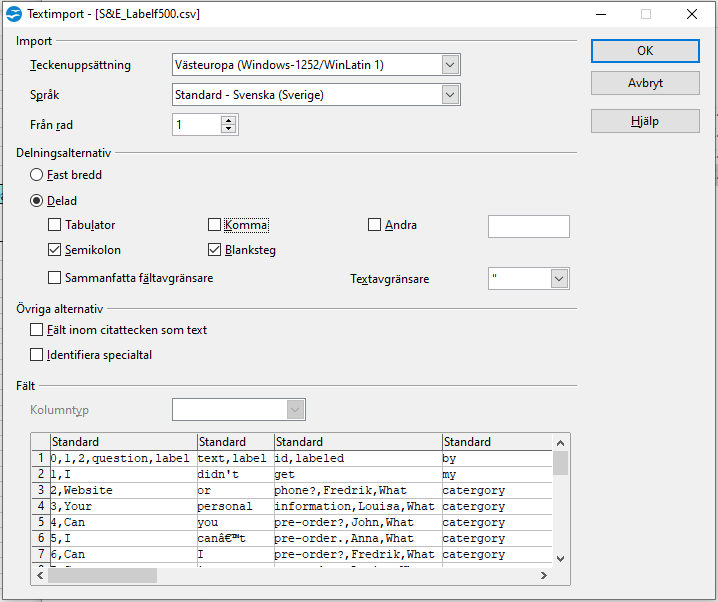 Textimport - [S&E_Labelf500.csv]
Import
Teckenuppsättning Västeuropa (Windows-1252/WinLatin 1)
Språk Standard - Svenska (Sverige)
Från rad 1
OK
Avbryt
Hjälp
Delningsalternativ
Fast bredd
Delad
Tabulator Komma Andra
Semikolon Blanksteg
Sammanfatta fältavgränsare Textavgränsare "
Övriga alternativ
Fält inom citattecken som text
Identifiera specialtal
Fält
Kolumntyp
Standard Standard Standard Standard
1 0,1,2,question,label text,label id,labeled by
2 1,I didn't get my
3 2,Website or phone?,Fredrik,What catergory
4 3,Your personal information,Louisa,What catergory
5 4,Can you pre-order?,John,What catergory
6 5,I canâ€™t pre-order.,Anna,What catergory
7 6,Can I pre-order?,Fredrik,What catergory